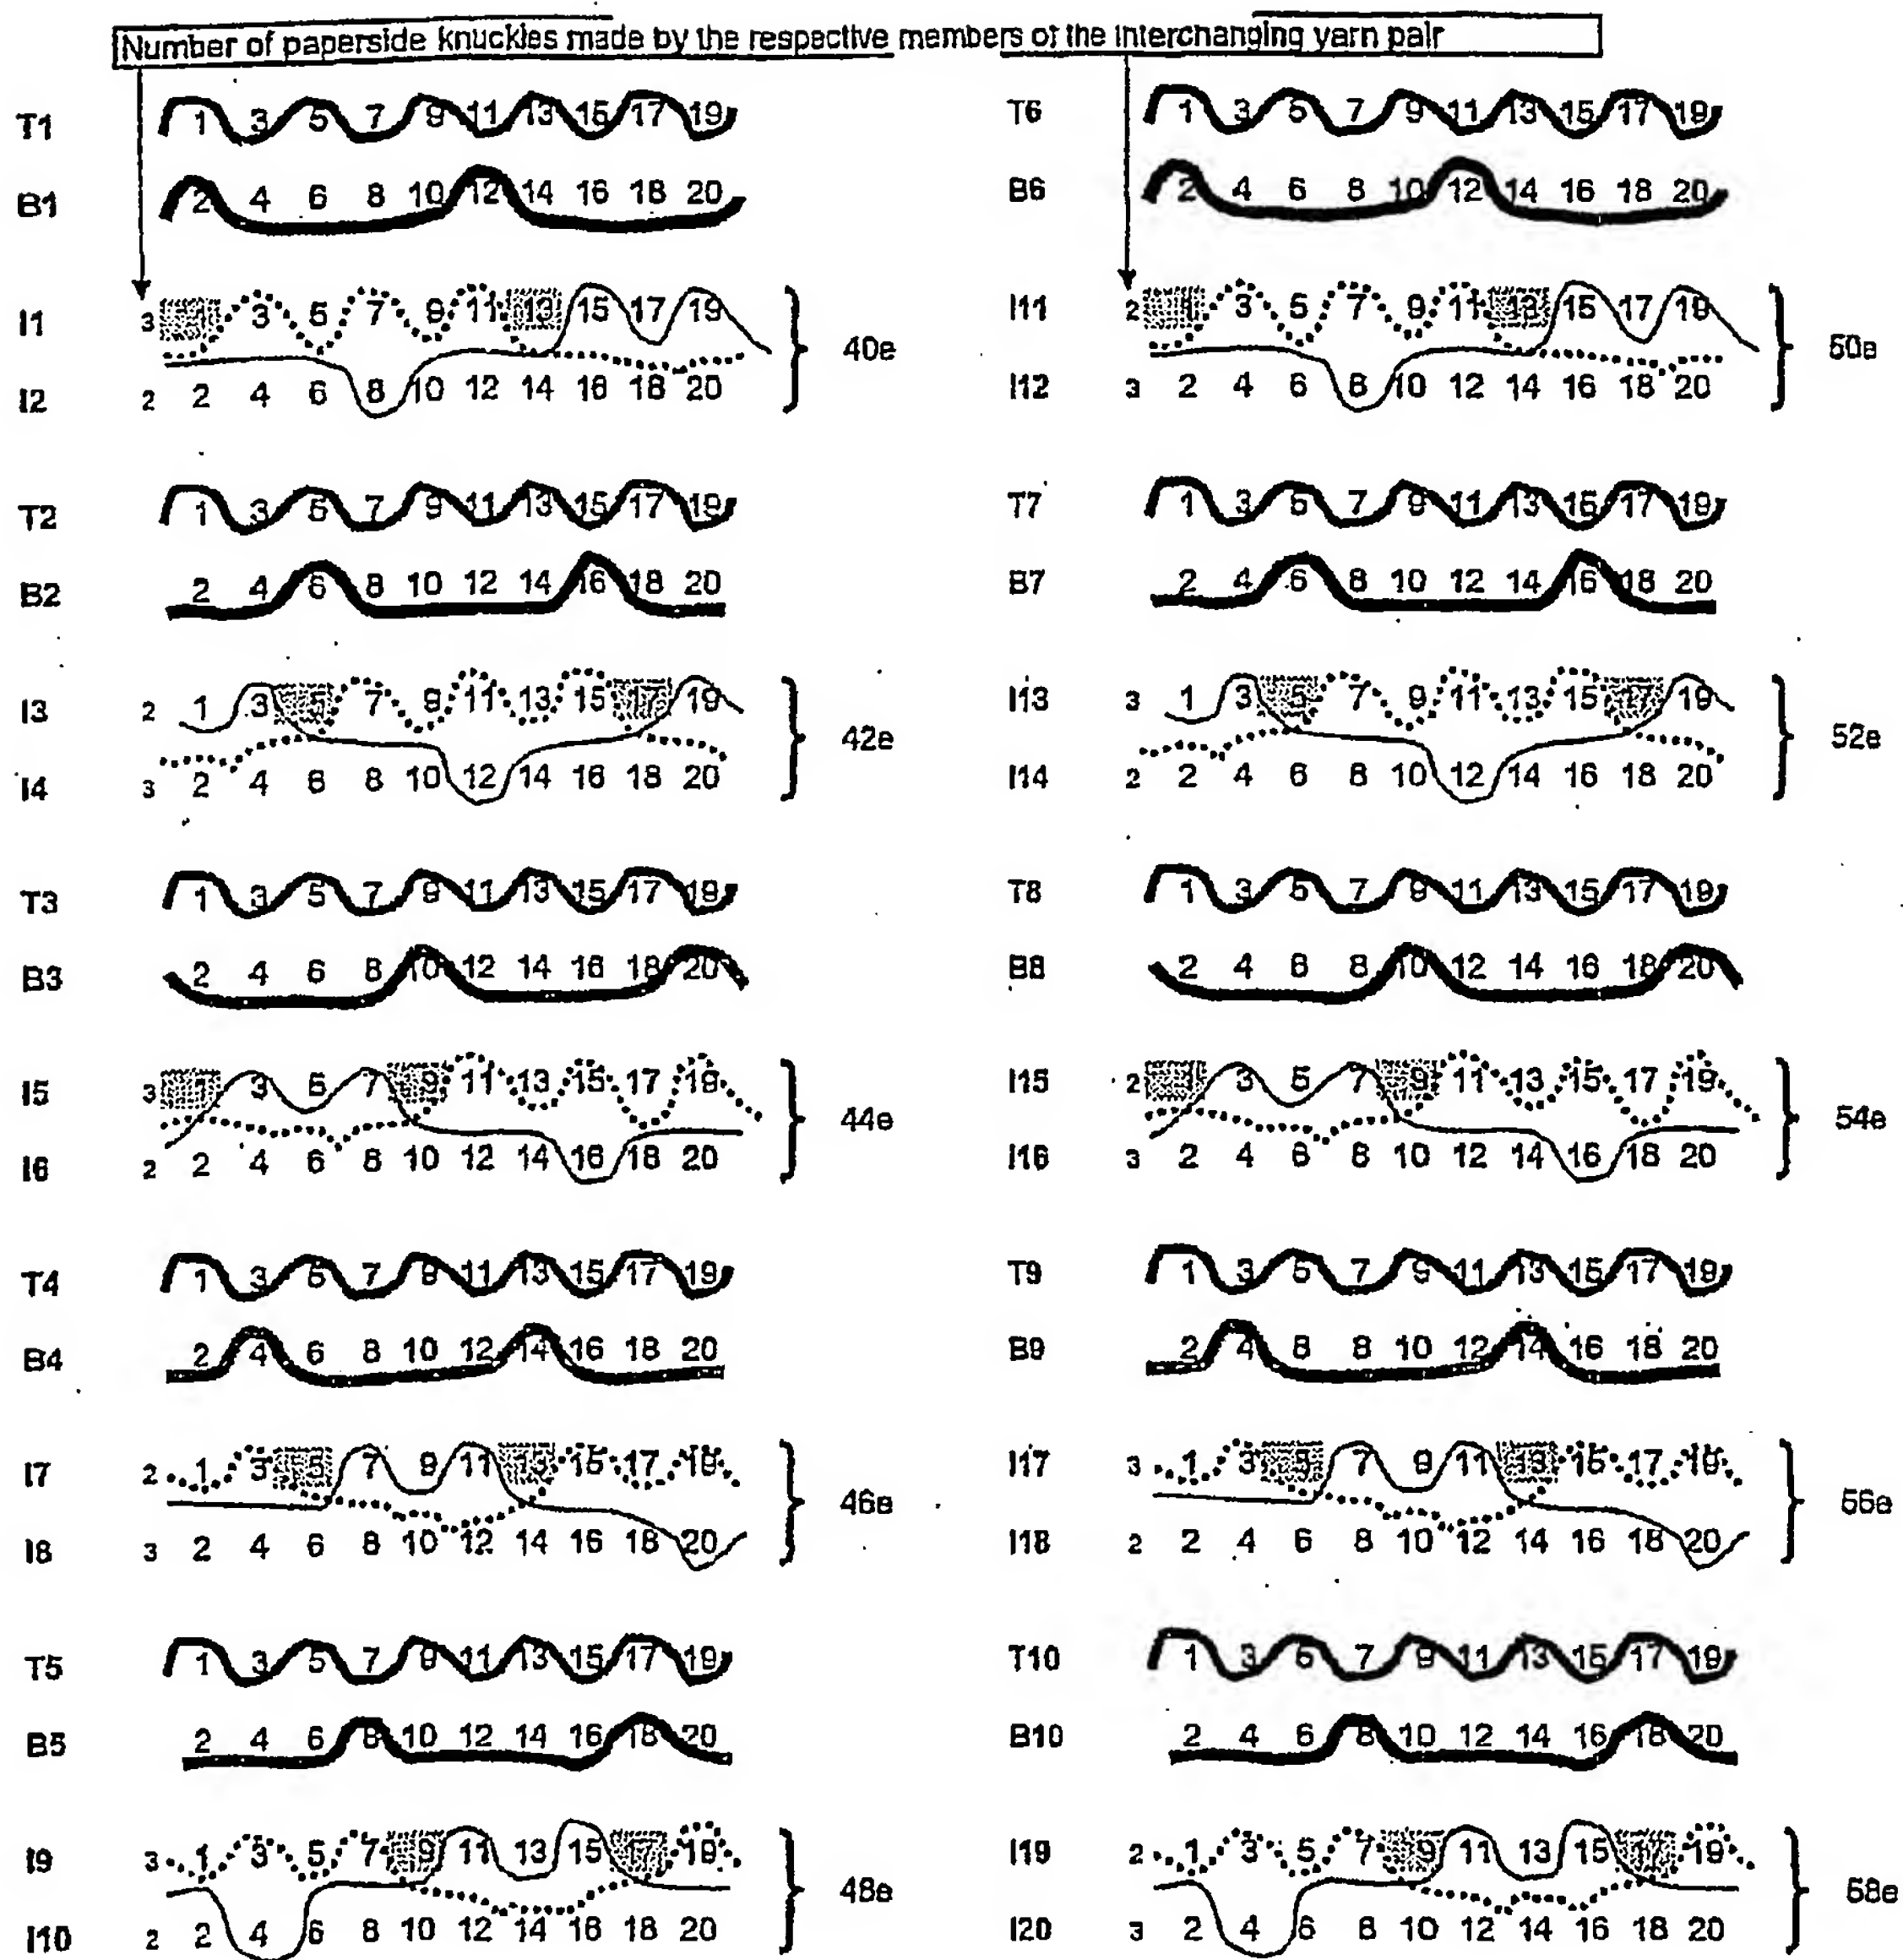 Number of paperside knuckles made by the respective members of the interchanging yarn pair
T1 1 3 5 7 9 11 13 15 17 19
B1 2 4 6 8 10 12 14 16 18 20
I1 3 3 5 7 9 11 13 15 17 19
40e
I2 2 2 4 6 8 10 12 14 16 18 20
T2 1 3 5 7 9 11 13 15 17 19
B2 2 4 6 8 10 12 14 16 18 20
I3 2 1 3 5 7 9 11 13 15 17 19
42e
I4 3 2 4 6 8 10 12 14 16 18 20
T3 1 3 5 7 9 11 13 15 17 19
B3 2 4 6 8 10 12 14 16 18 20
I5 3 1 3 5 7 9 11 13 15 17 19
44e
I6 2 2 4 6 8 10 12 14 16 18 20
T4 1 3 5 7 9 11 13 15 17 19
B4 2 4 6 8 10 12 14 16 18 20
I7 2 1 3 5 7 9 11 13 15 17 19
46e
I8 3 2 4 6 8 10 12 14 16 18 20
T5 1 3 5 7 9 11 13 15 17 19
B5 2 4 6 8 10 12 14 16 18 20
I9 3 1 3 5 7 9 11 13 15 17 19
48e
I10 2 2 4 6 8 10 12 14 16 18 20
T6 1 3 5 7 9 11 13 15 17 19
B6 2 4 6 8 10 12 14 16 18 20
I11 2 1 3 5 7 9 11 13 15 17 19
50e
I12 3 2 4 6 8 10 12 14 16 18 20
T7 1 3 5 7 9 11 13 15 17 19
B7 2 4 6 8 10 12 14 16 18 20
I13 3 1 3 5 7 9 11 13 15 17 19
52e
I14 2 2 4 6 8 10 12 14 16 18 20
T8 1 3 5 7 9 11 13 15 17 19
B8 2 4 6 8 10 12 14 16 18 20
I15 2 1 3 5 7 9 11 13 15 17 19
54e
I16 3 2 4 6 8 10 12 14 16 18 20
T9 1 3 5 7 9 11 13 15 17 19
B9 2 4 6 8 10 12 14 16 18 20
I17 3 1 3 5 7 9 11 13 15 17 19
56e
I18 2 2 4 6 8 10 12 14 16 18 20
T10 1 3 5 7 9 11 13 15 17 19
B10 2 4 6 8 10 12 14 16 18 20
I19 2 1 3 5 7 9 11 13 15 17 19
58e
I20 3 2 4 6 8 10 12 14 16 18 20